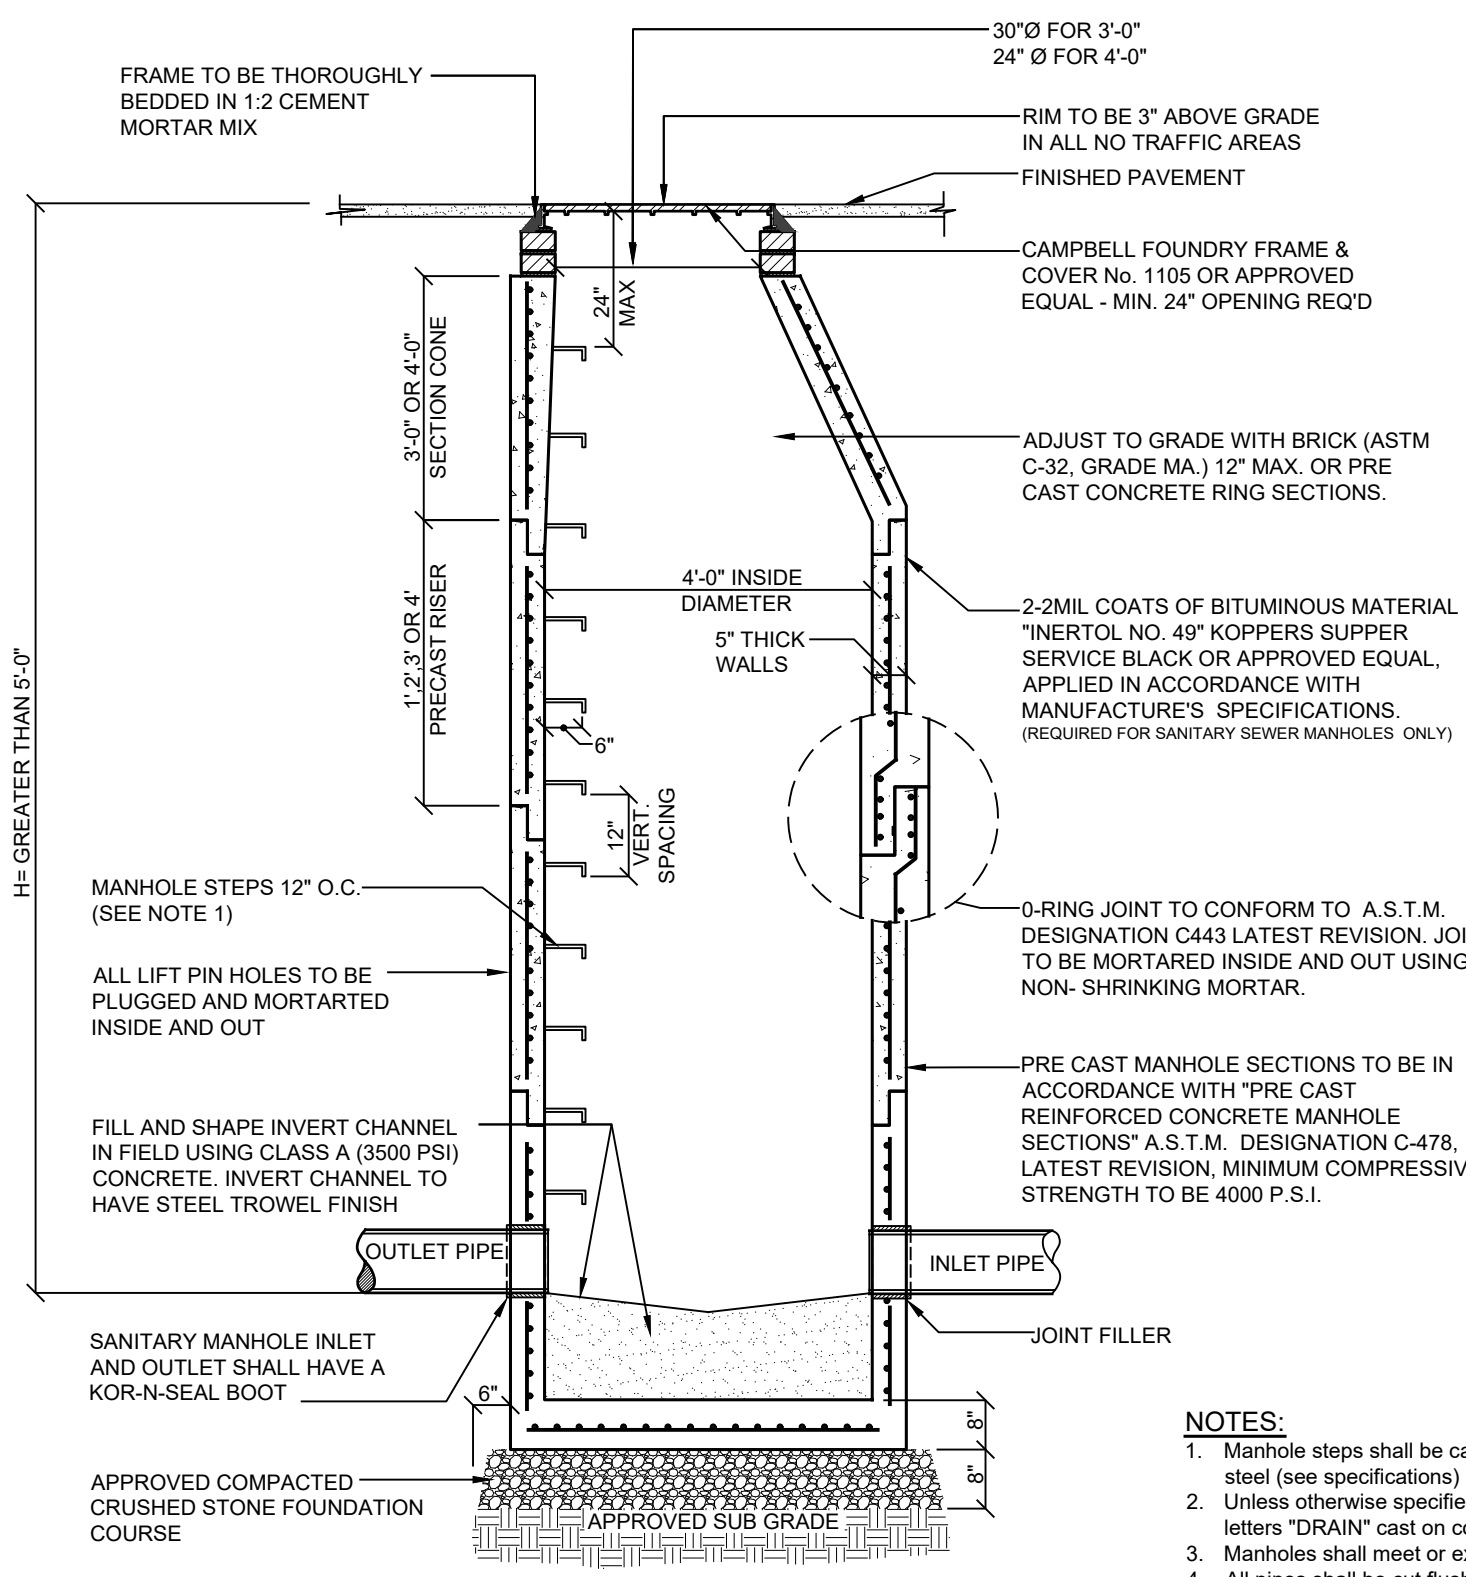 30"Ø FOR 3'-0"
24" Ø FOR 4'-0"
FRAME TO BE THOROUGHLY
BEDDED IN 1:2 CEMENT
MORTAR MIX
RIM TO BE 3" ABOVE GRADE
IN ALL NO TRAFFIC AREAS
FINISHED PAVEMENT
CAMPBELL FOUNDRY FRAME &
COVER No. 1105 OR APPROVED
EQUAL - MIN. 24" OPENING REQ'D
24"
MAX
3'-0" OR 4'-0"
SECTION CONE
ADJUST TO GRADE WITH BRICK (ASTM
C-32, GRADE MA.) 12" MAX. OR PRE
CAST CONCRETE RING SECTIONS.
1',2',3' OR 4'
PRECAST RISER
4'-0" INSIDE
DIAMETER
5" THICK
WALLS
2-2MIL COATS OF BITUMINOUS MATERIAL
"INERTOL NO. 49" KOPPERS SUPPER
SERVICE BLACK OR APPROVED EQUAL,
APPLIED IN ACCORDANCE WITH
MANUFACTURE'S SPECIFICATIONS.
(REQUIRED FOR SANITARY SEWER MANHOLES ONLY)
H= GREATER THAN 5'-0"
6"
12"
VERT.
SPACING
MANHOLE STEPS 12" O.C.
(SEE NOTE 1)
0-RING JOINT TO CONFORM TO A.S.T.M.
DESIGNATION C443 LATEST REVISION. JOI
TO BE MORTARED INSIDE AND OUT USING
NON- SHRINKING MORTAR.
ALL LIFT PIN HOLES TO BE
PLUGGED AND MORTARTED
INSIDE AND OUT
PRE CAST MANHOLE SECTIONS TO BE IN
ACCORDANCE WITH "PRE CAST
REINFORCED CONCRETE MANHOLE
SECTIONS" A.S.T.M. DESIGNATION C-478,
LATEST REVISION, MINIMUM COMPRESSIV
STRENGTH TO BE 4000 P.S.I.
FILL AND SHAPE INVERT CHANNEL
IN FIELD USING CLASS A (3500 PSI)
CONCRETE. INVERT CHANNEL TO
HAVE STEEL TROWEL FINISH
OUTLET PIPE
INLET PIPE
JOINT FILLER
SANITARY MANHOLE INLET
AND OUTLET SHALL HAVE A
KOR-N-SEAL BOOT
6"
8"
8"
APPROVED COMPACTED
CRUSHED STONE FOUNDATION
COURSE
APPROVED SUB GRADE
NOTES:
1. Manhole steps shall be ca
steel (see specifications)
2. Unless otherwise specifie
letters "DRAIN" cast on co
3. Manholes shall meet or ex
4. All pipes shall be cut flush